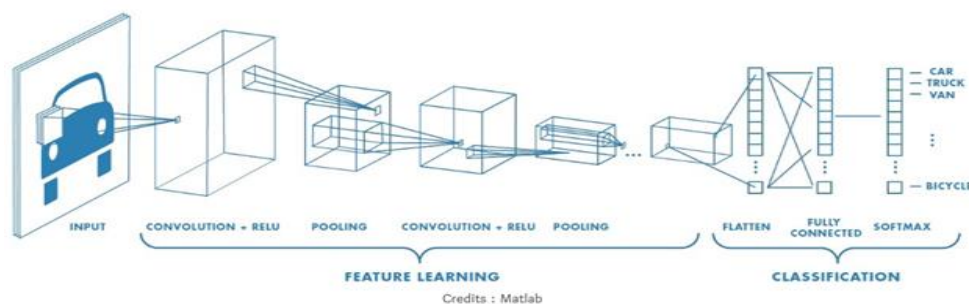 CAR
TRUCK
VAN
BICYCLE
INPUT
CONVOLUTION + RELU
POOLING
CONVOLUTION + RELU
POOLING
FLATTEN
FULLY
CONNECTED
SOFTMAX
FEATURE LEARNING
CLASSIFICATION
Credits : Matlab